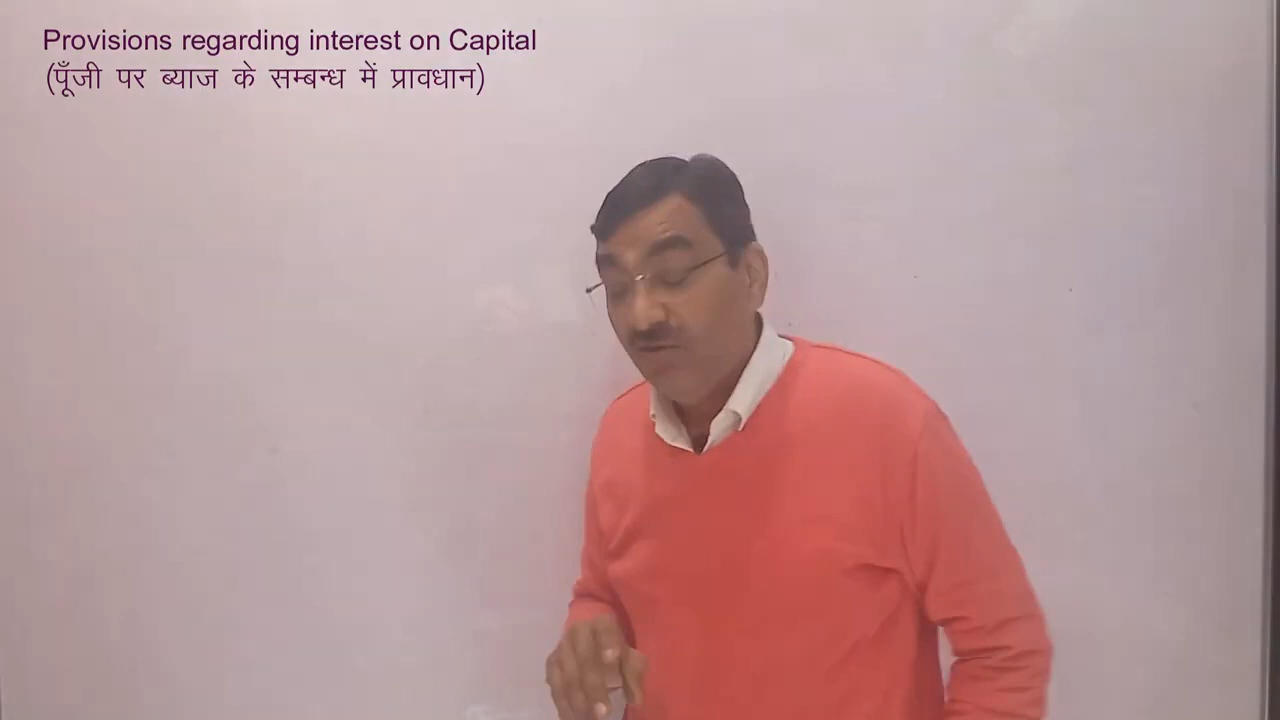 Provisions regarding interest on Capital
(पूँजी पर ब्याज के सम्बन्ध में प्रावधान)